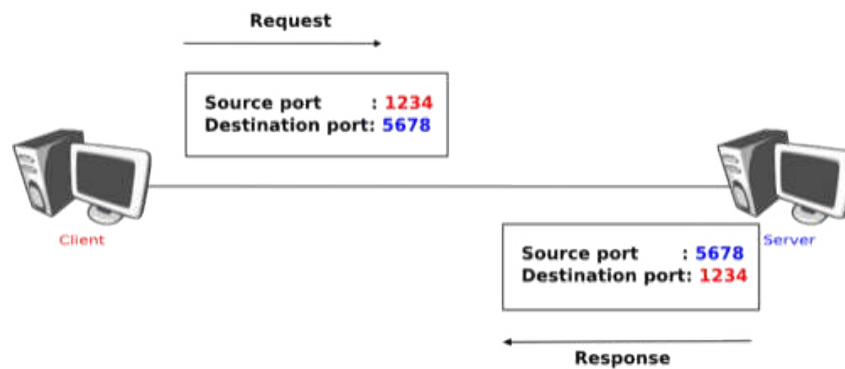 Request
Source port : 1234
Destination port: 5678
Client
Server
Source port : 5678
Destination port: 1234
Response